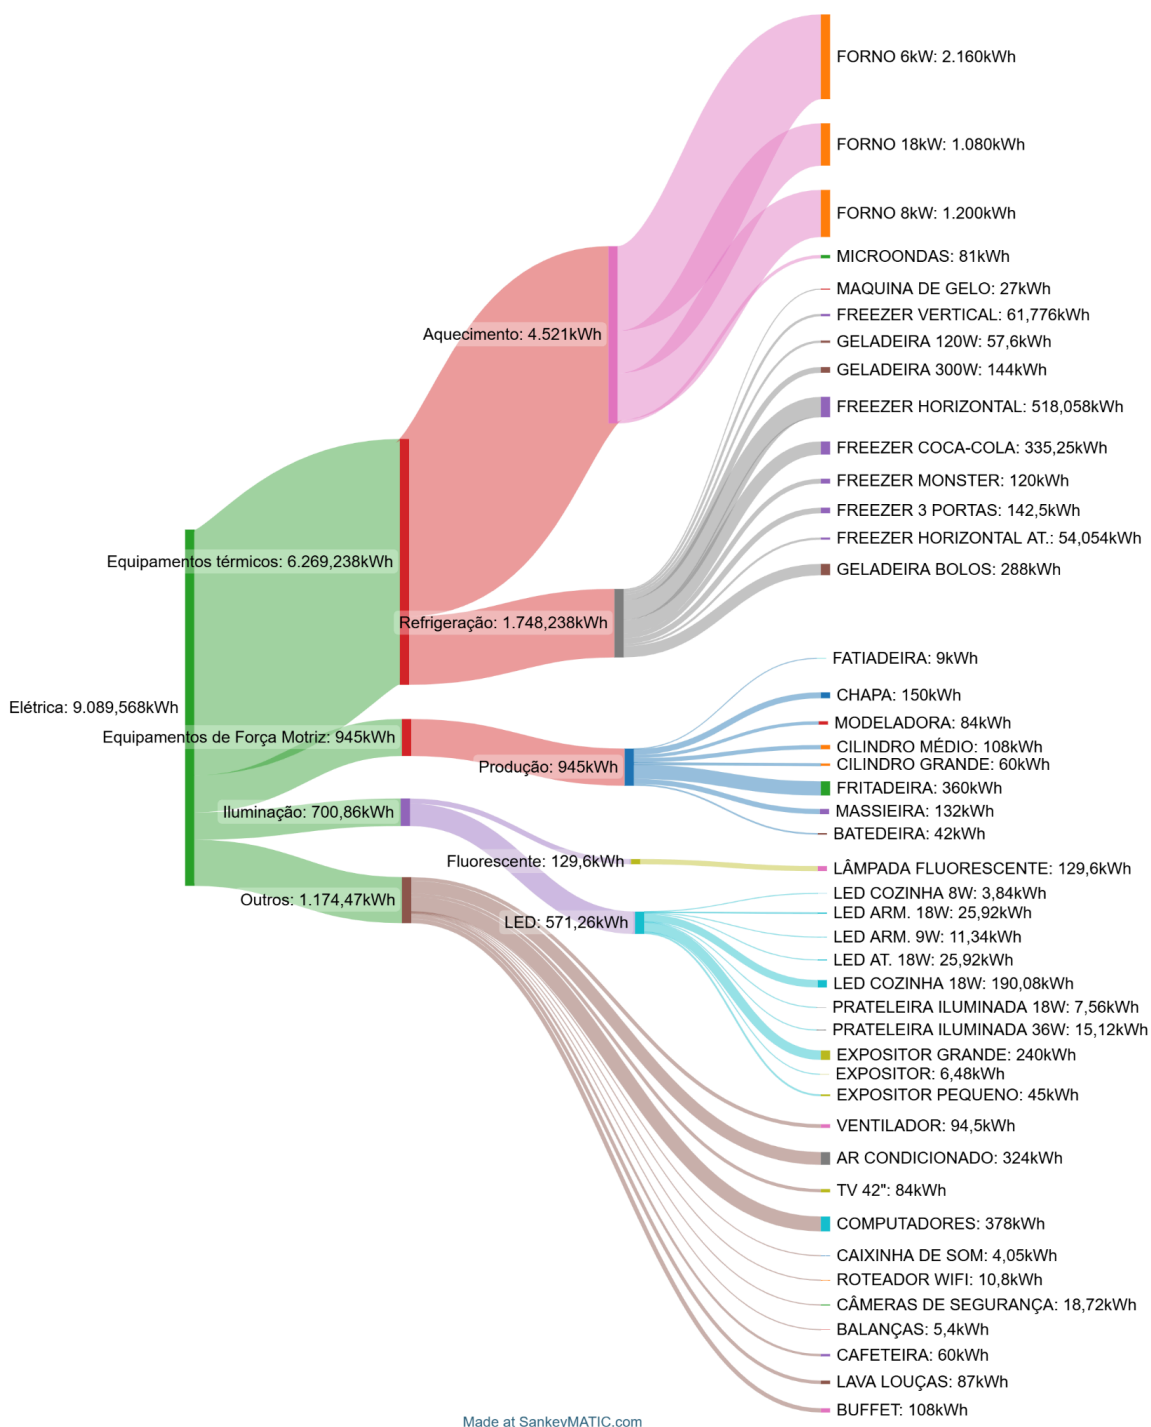 FORNO 6kW: 2.160kWh
FORNO 18kW: 1.080kWh
FORNO 8kW: 1.200kWh
MICROONDAS: 81kWh
MAQUINA DE GELO: 27kWh
FREEZER VERTICAL: 61,776kWh
Aquecimento: 4.521kWh
GELADEIRA 120W: 57,6kWh
GELADEIRA 300W: 144kWh
FREEZER HORIZONTAL: 518,058kWh
FREEZER COCA-COLA: 335,25kWh
FREEZER MONSTER: 120kWh
FREEZER 3 PORTAS: 142,5kWh
FREEZER HORIZONTAL AT.: 54,054kWh
Equipamentos térmicos: 6.269,238kWh
GELADEIRA BOLOS: 288kWh
Refrigeração: 1.748,238kWh
FATIADEIRA: 9kWh
CHAPA: 150kWh
Elétrica: 9.089,568kWh
MODELADORA: 84kWh
Equipamentos de Força Motriz: 945kWh
CILINDRO MÉDIO: 108kWh
CILINDRO GRANDE: 60kWh
Produção: 945kWh
FRITADEIRA: 360kWh
Iluminação: 700,86kWh
MASSIEIRA: 132kWh
BATEDEIRA: 42kWh
Fluorescente: 129,6kWh
LÂMPADA FLUORESCENTE: 129,6kWh
LED COZINHA 8W: 3,84kWh
Outros: 1.174,47kWh
LED ARM. 18W: 25,92kWh
LED: 571,26kWh
LED ARM. 9W: 11,34kWh
LED AT. 18W: 25,92kWh
LED COZINHA 18W: 190,08kWh
PRATELEIRA ILUMINADA 18W: 7,56kWh
PRATELEIRA ILUMINADA 36W: 15,12kWh
EXPOSITOR GRANDE: 240kWh
EXPOSITOR: 6,48kWh
EXPOSITOR PEQUENO: 45kWh
VENTILADOR: 94,5kWh
AR CONDICIONADO: 324kWh
TV 42": 84kWh
COMPUTADORES: 378kWh
CAIXINHA DE SOM: 4,05kWh
ROTEADOR WIFI: 10,8kWh
CÂMERAS DE SEGURANÇA: 18,72kWh
BALANÇAS: 5,4kWh
CAFETEIRA: 60kWh
LAVA LOUÇAS: 87kWh
BUFFET: 108kWh
Made at SankeyMATIC.com